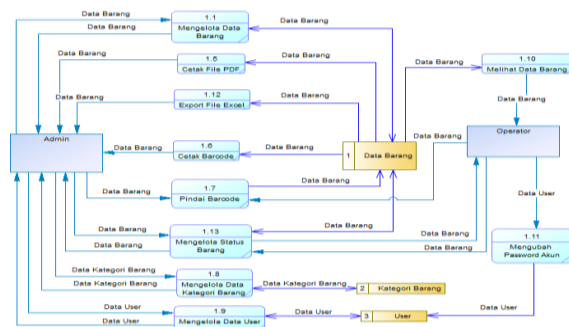 Data Barang
1.1
Mengelola Data
Barang
Data Barang
Data Barang
1.5
Cetak File PDF
Data Barang
Data Barang
1.10
Melihat Data Barang
Data Barang
Data Barang
1.12
Export File Excel
Data Barang
Data Barang
Data Barang
Admin
Data Barang
1.6
Cetak Barcode
Data Barang
1
Data Barang
Data Barang
Operator
Data Barang
1.7
Pindai Barcode
Data Barang
Data User
Data Barang
Data Barang
1.13
Mengelola Status
Barang
Data Barang
Data Barang
Data Barang
1.11
Mengubah
Password Akun
Data Kategori Barang
Data Kategori Barang
1.8
Mengelola Data
Kategori Barang
Data Kategori Barang
2
Kategori Barang
Data User
Data User
1.9
Mengelola Data User
Data User
3
User
Data User